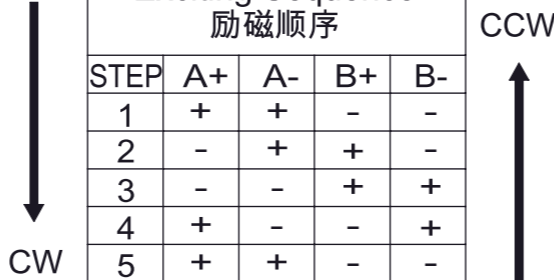 励磁顺序
CCW
STEP A+ A- B+ B-
1 + + - -
2 - + + -
3 - - + +
4 + - - +
CW
5 + + - -